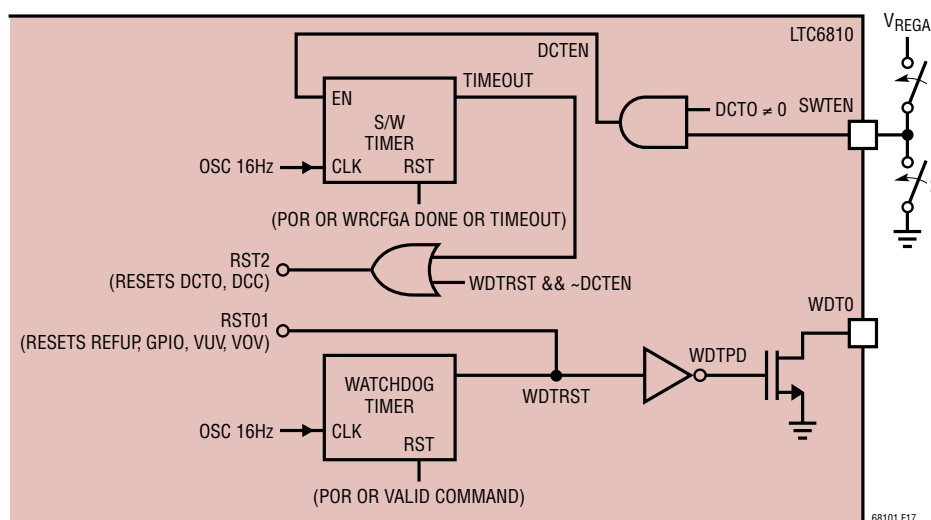 LTC6810
VREGA
DCTEN
TIMEOUT
EN
DCTO ≠ 0
SWTEN
S/W
TIMER
OSC 16Hz
CLK
RST
(POR OR WRCFGA DONE OR TIMEOUT)
RST2
(RESETS DCTO, DCC)
WDTRST && ~DCTEN
WDT0
RST01
(RESETS REFUP, GPIO, VUV, VOV)
WDTPD
WATCHDOG
TIMER
WDTRST
OSC 16Hz
CLK
RST
(POR OR VALID COMMAND)
68101 F17